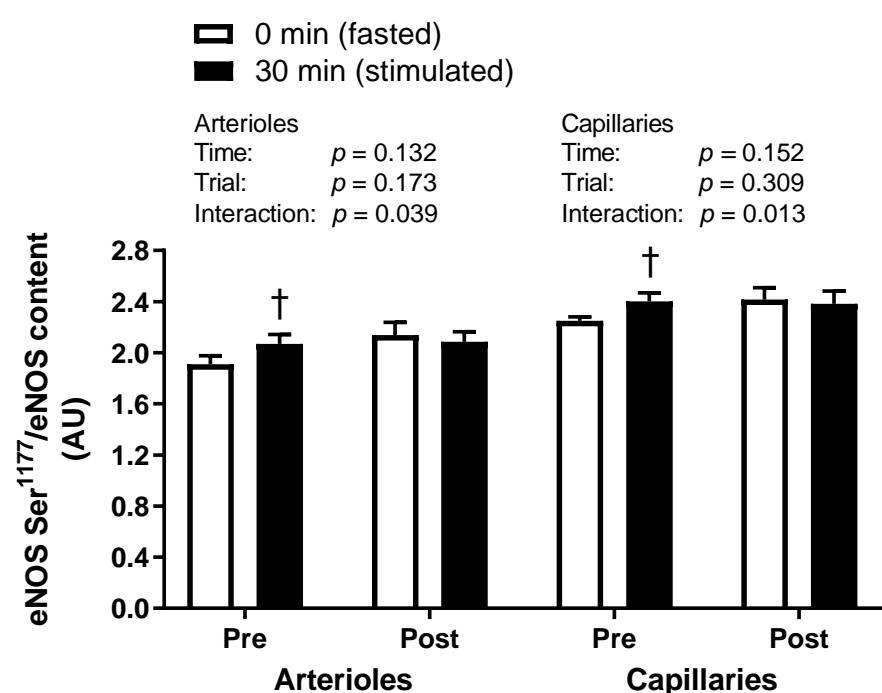 0 min (fasted)
30 min (stimulated)
Arterioles
Time: p = 0.132
Trial: p = 0.173
Interaction: p = 0.039
Capillaries
Time: p = 0.152
Trial: p = 0.309
Interaction: p = 0.013
eNOS Ser1177/eNOS content
(AU)
2.8
2.4
2.0
1.6
1.2
0.8
0.4
0.0
†
†
Pre Post Pre Post
Arterioles Capillaries